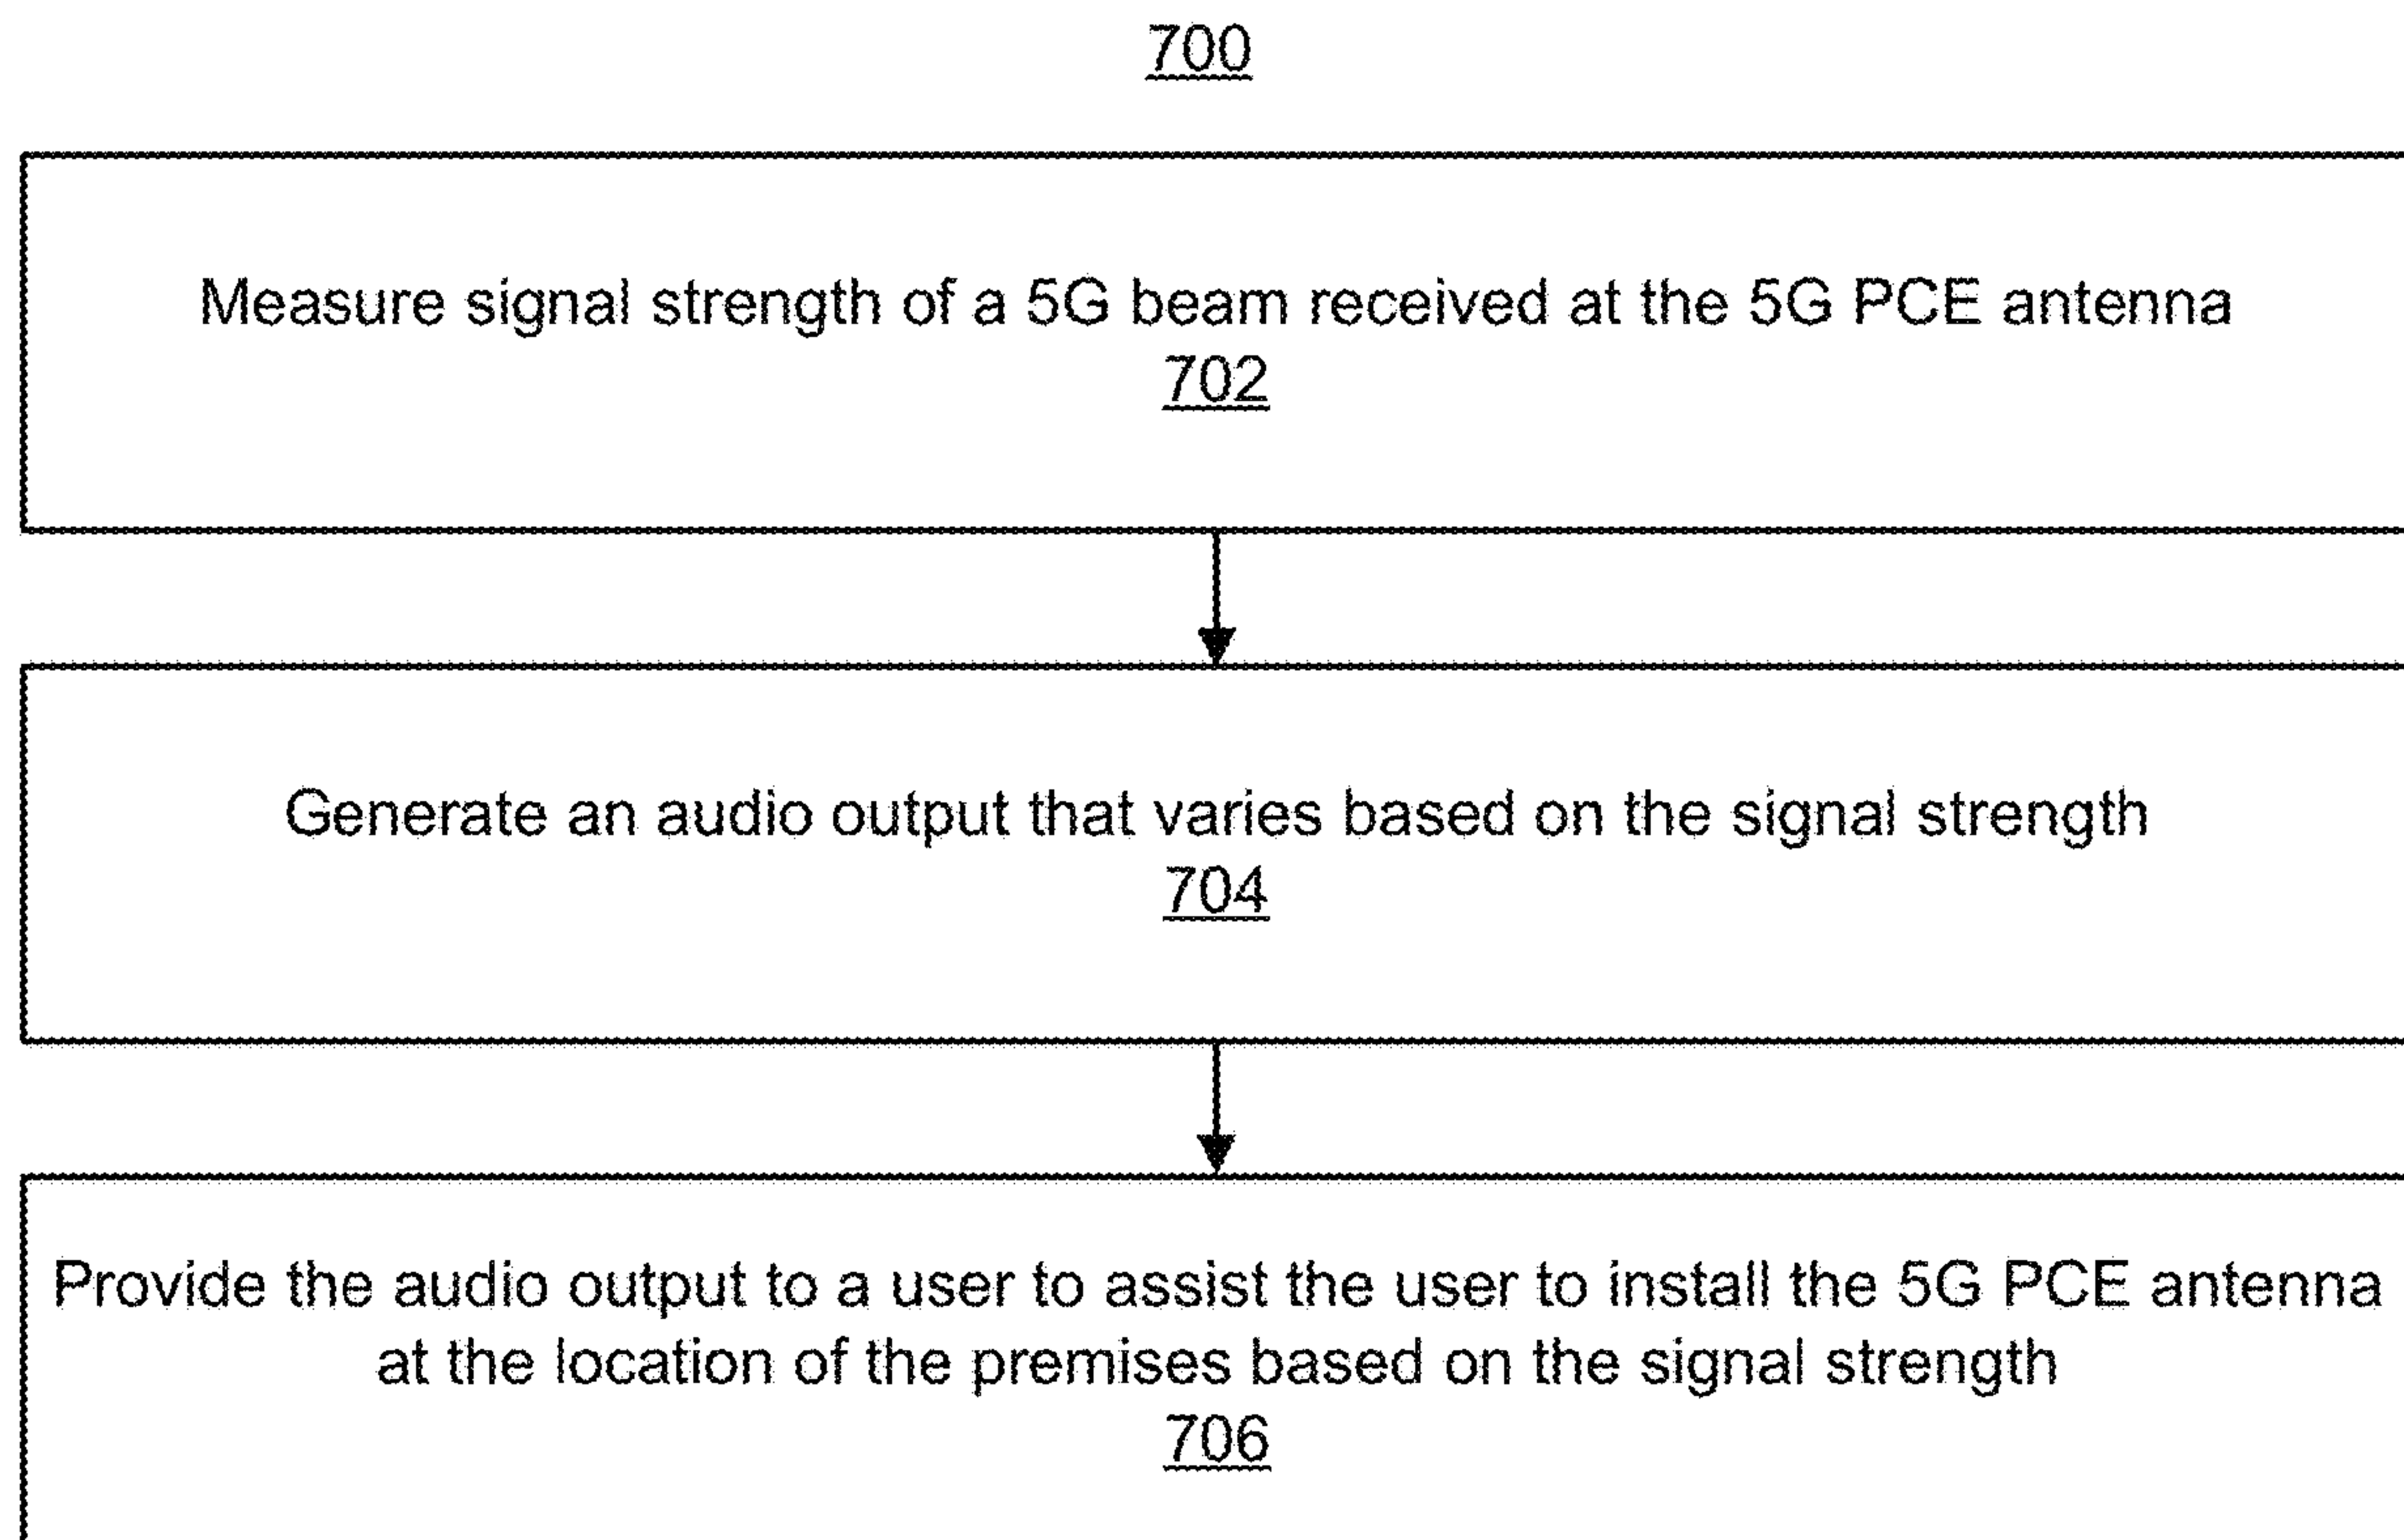 700
Measure signal strength of a 5G beam received at the 5G PCE antenna
702
Generate an audio output that varies based on the signal strength
704
Provide the audio output to a user to assist the user to install the 5G PCE antenna
at the location of the premises based on the signal strength
706